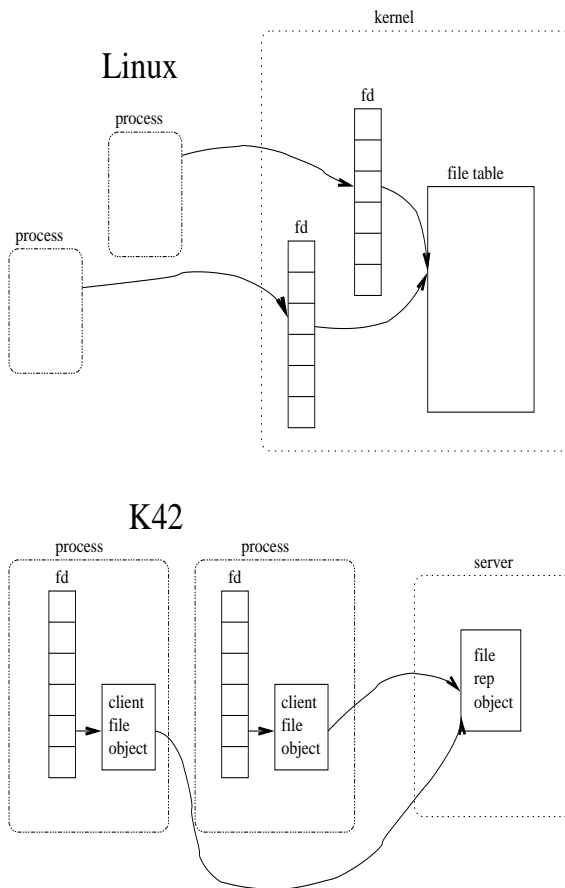 kernel
Linux
fd
process
file table
fd
process
K42
process
process
server
fd
fd
file
rep
object
client
file
object
client
file
object